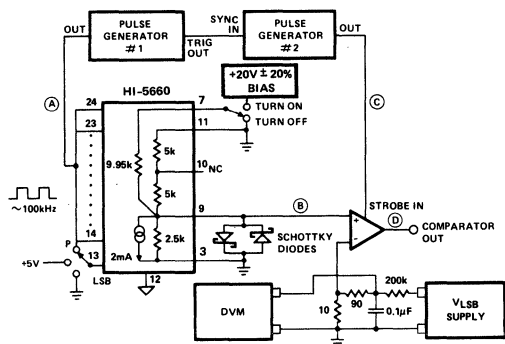 OUT
PULSE
GENERATOR
#1
SYNC
IN
TRIG
OUT
PULSE
GENERATOR
#2
OUT
A
+20V ± 20%
BIAS
C
HI-5660
24
7
TURN ON
23
11
TURN OFF
5k
9.95k
10
NC
5k
9
B
STROBE IN
+
D
COMPARATOR
OUT
~100kHz
14
2.5k
SCHOTTKY
DIODES
-
P
13
2mA
3
+5V
LSB
12
200k
DVM
10
90
0.1µF
VLSB
SUPPLY